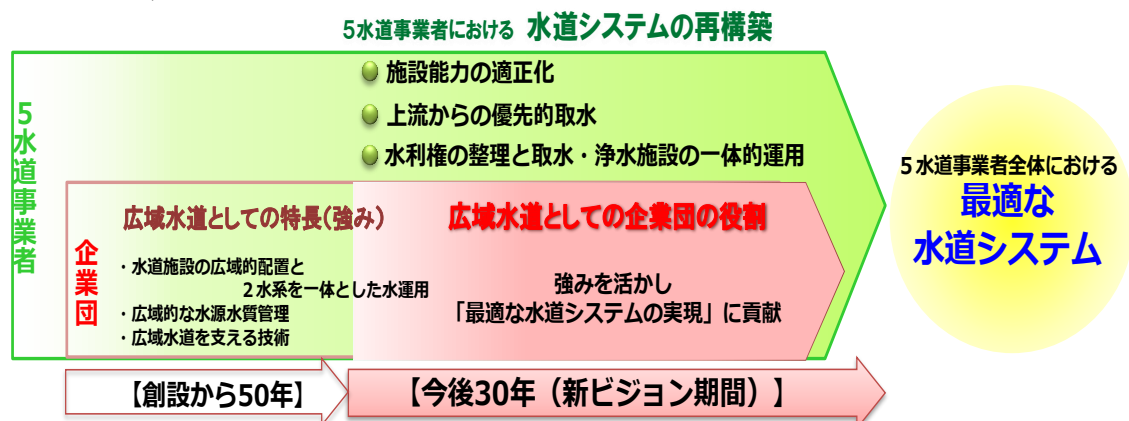 5水道事業者における 水道システムの再構築
5水道事業者
施設能力の適正化
上流からの優先的取水
水利権の整理と取水・浄水施設の一体的運用
企業団
広域水道としての特長(強み)
・水道施設の広域的配置と
2水系を一体とした水運用
・広域的な水源水質管理
・広域水道を支える技術
広域水道としての企業団の役割
強みを活かし
「最適な水道システムの実現」に貢献
5水道事業者全体における
最適な
水道システム
【創設から50年】
【今後30年（新ビジョン期間）】